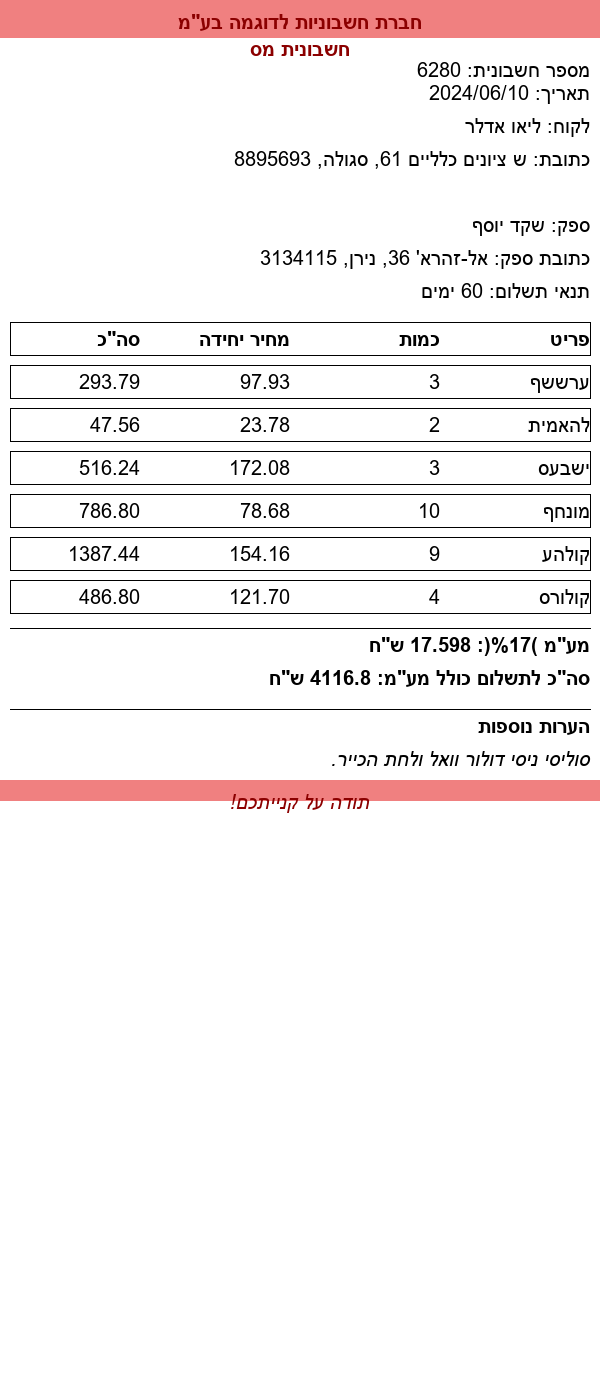 חברת חשבוניות לדוגמה בע"מ
חשבונית מס
מספר חשבונית: 6280
תאריך: 2024/06/10
לקוח: ליאו אדלר
כתובת: ש ציונים כלליים 61, סגולה, 8895693
ספק: שקד יוסף
כתובת ספק: אל-זהרא' 36, נירן, 3134115
תנאי תשלום: 60 ימים
פריט כמות מחיר יחידה סה"כ
ערששף 3 97.93 293.79
להאמית 2 23.78 47.56
ישבעס 3 172.08 516.24
מונחף 10 78.68 786.80
קולהע 9 154.16 1387.44
קולורס 4 121.70 486.80
מע"מ )17%(: 17.598 ש"ח
סה"כ לתשלום כולל מע"מ: 4116.8 ש"ח
הערות נוספות
סוליסי ניסי דולור וואל ולחת הכייר.
תודה על קנייתכם!